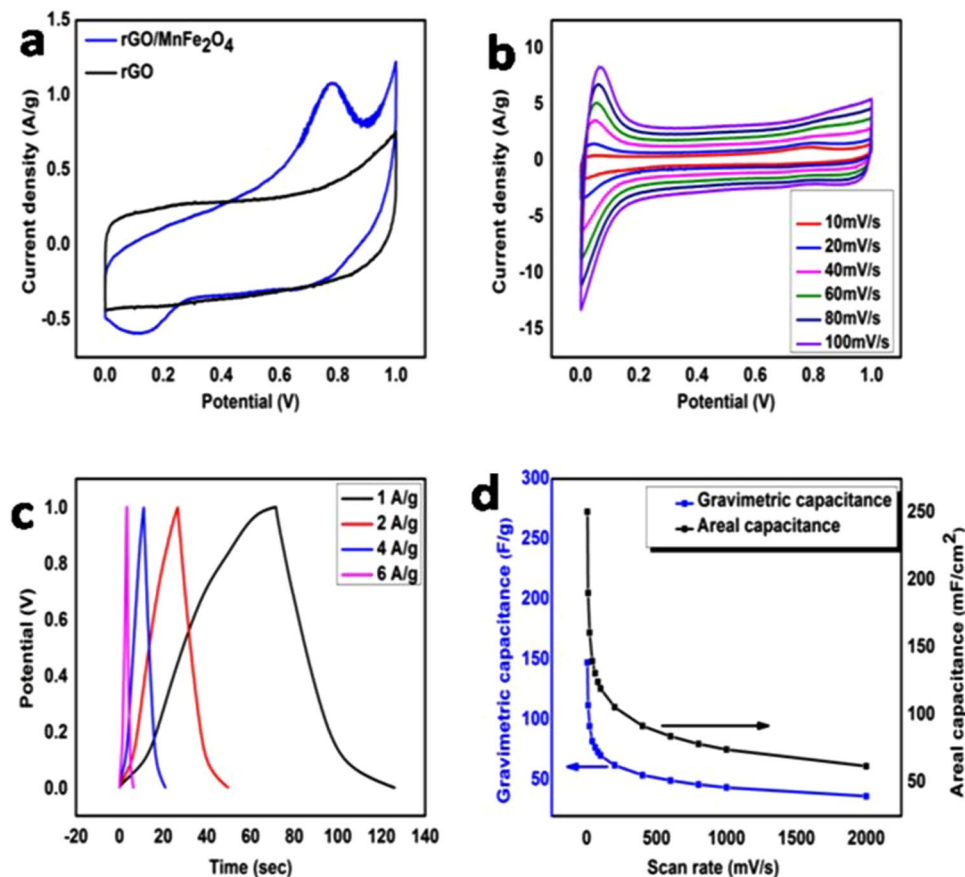 a
rGO/MnFe₂O₄
rGO
1.5
1.0
0.5
0.0
-0.5
Current density (A/g)
0.0 0.2 0.4 0.6 0.8 1.0
Potential (V)
b
10
5
0
-5
-10
-15
Current density (A/g)
10mV/s
20mV/s
40mV/s
60mV/s
80mV/s
100mV/s
0.0 0.2 0.4 0.6 0.8 1.0
Potential (V)
c
1 A/g
2 A/g
4 A/g
6 A/g
1.0
0.8
0.6
0.4
0.2
0.0
Potential (V)
-20 0 20 40 60 80 100 120 140
Time (sec)
d
Gravimetric capacitance
Areal capacitance
300
250
200
150
100
50
Gravimetric capacitance (F/g)
250
200
150
100
50
Areal capacitance (mF/cm²)
0 500 1000 1500 2000
Scan rate (mV/s)